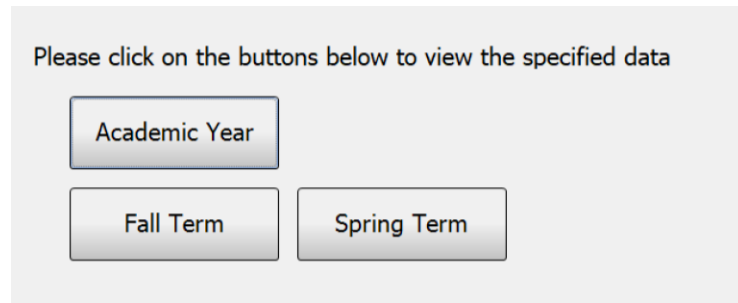 Please click on the buttons below to view the specified data
Academic Year
Fall Term
Spring Term